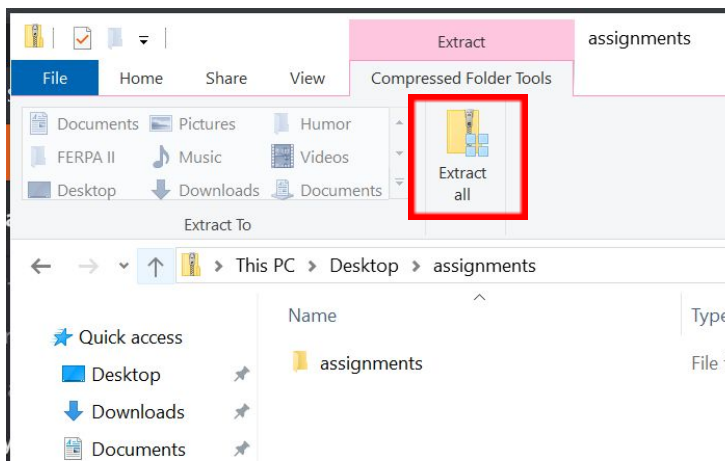 Extract
assignments
File Home Share View Compressed Folder Tools
Documents Pictures Humor
FERPA II Music Videos
Desktop Downloads Documents
Extract
all
Extract To
This PC > Desktop > assignments
Name
Type
Quick access
assignments
File
Desktop
Downloads
Documents